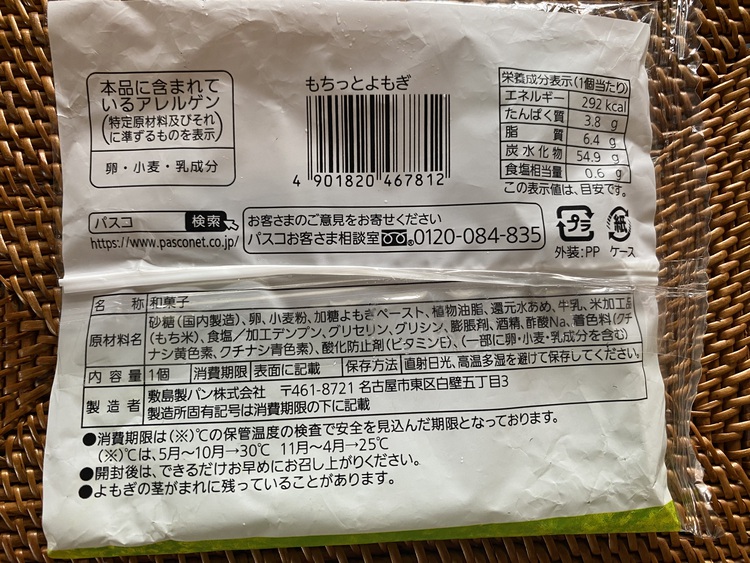 本品に含まれて
いるアレルゲン
(特定原材料及びそれ
に準ずるものを表示)
卵・小麦・乳成分
もちっとよもぎ
4 901820 467812
栄養成分表示(1個当たり)
エネルギー 292 kcal
たんぱく質 3.8 g
脂質 6.4 g
炭水化物 54.9 g
食塩相当量 0.6 g
この表示値は、目安です。
パスコ 検索
https://www.pasconet.co.jp/
お客さまのご意見をお寄せください
パスコお客さま相談室 0120-084-835
プラ 紙
外装:PP ケース
名称 和菓子
原材料名 砂糖(国内製造)、卵、小麦粉、加糖よもぎペースト、植物油脂、還元水あめ、牛乳、米加工品
(もち米)、食塩/加工デンプン、グリセリン、グリシン、膨脹剤、酒精、酢酸Na、着色料(クチ
ナシ黄色素、クチナシ青色素)、酸化防止剤(ビタミンE)、(一部に卵・小麦・乳成分を含む)
内容量 1個 消費期限 表面に記載 保存方法 直射日光、高温多湿を避けて保存してください。
製造者 敷島製パン株式会社 〒461-8721 名古屋市東区白壁五丁目3
製造所固有記号は消費期限の下に記載
●消費期限は(※)℃の保管温度の検査で安全を見込んだ期限となっております。
(※)℃は、5月~10月→30℃ 11月~4月→25℃
●開封後は、できるだけお早めにお召し上がりください。
●よもぎの茎がまれに残っていることがあります。